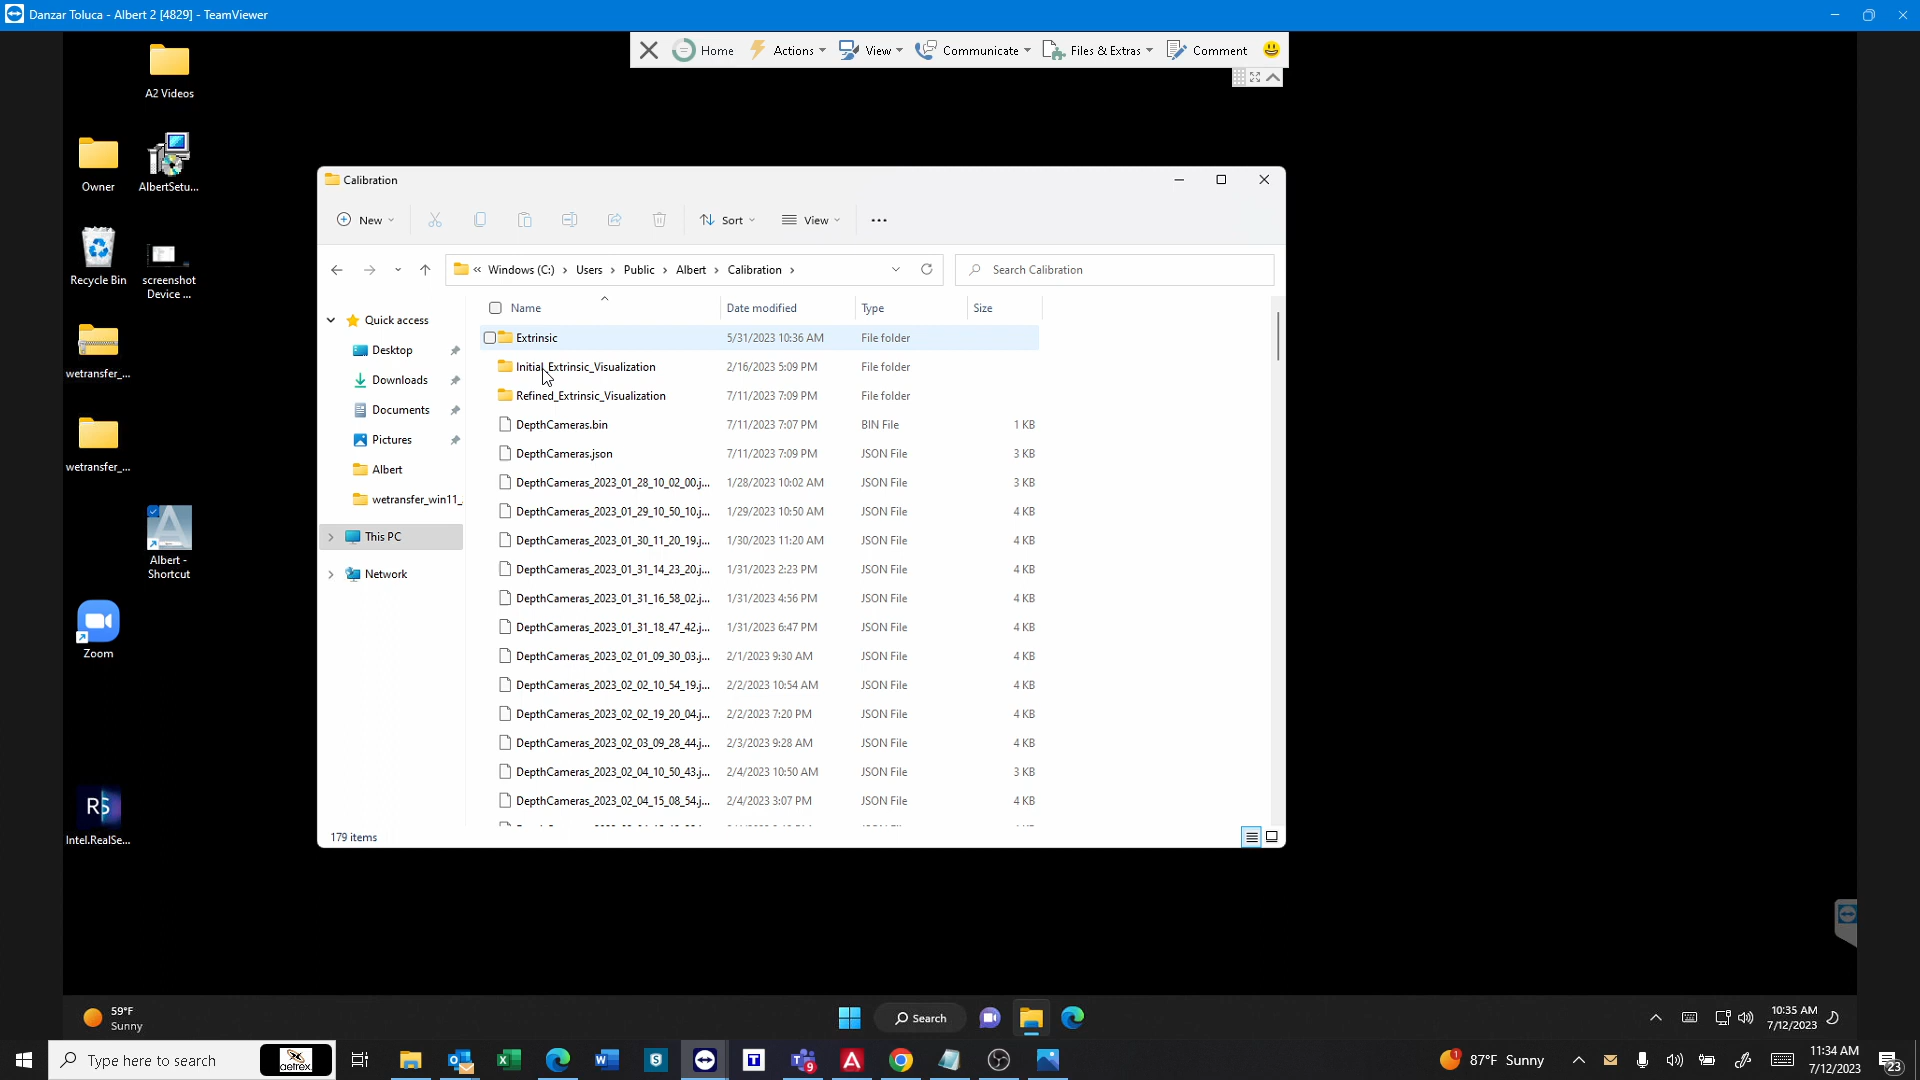 Danzar Toluca - Albert 2 [4829] - TeamViewer
Home Actions View Communicate Files & Extras Comment
A2 Videos
Owner
AlbertSetu...
Recycle Bin
screenshot
Device ...
wetransfer_...
wetransfer_...
Albert -
Shortcut
Zoom
RS
Intel.RealSe...
Calibration
New Sort View
« Windows (C:) › Users › Public › Albert › Calibration ›
Search Calibration
Quick access
Desktop
Downloads
Documents
Pictures
Albert
wetransfer_win11_
This PC
Network
Name Date modified Type Size
Extrinsic 5/31/2023 10:36 AM File folder
Initial_Extrinsic_Visualization 2/16/2023 5:09 PM File folder
Refined_Extrinsic_Visualization 7/11/2023 7:09 PM File folder
DepthCameras.bin 7/11/2023 7:07 PM BIN File 1 KB
DepthCameras.json 7/11/2023 7:09 PM JSON File 3 KB
DepthCameras_2023_01_28_10_02_00.j... 1/28/2023 10:02 AM JSON File 3 KB
DepthCameras_2023_01_29_10_50_10.j... 1/29/2023 10:50 AM JSON File 4 KB
DepthCameras_2023_01_30_11_20_19.j... 1/30/2023 11:20 AM JSON File 4 KB
DepthCameras_2023_01_31_14_23_20.j... 1/31/2023 2:23 PM JSON File 4 KB
DepthCameras_2023_01_31_16_58_02.j... 1/31/2023 4:56 PM JSON File 4 KB
DepthCameras_2023_01_31_18_47_42.j... 1/31/2023 6:47 PM JSON File 4 KB
DepthCameras_2023_02_01_09_30_03.j... 2/1/2023 9:30 AM JSON File 4 KB
DepthCameras_2023_02_02_10_54_19.j... 2/2/2023 10:54 AM JSON File 4 KB
DepthCameras_2023_02_02_19_20_04.j... 2/2/2023 7:20 PM JSON File 4 KB
DepthCameras_2023_02_03_09_28_44.j... 2/3/2023 9:28 AM JSON File 4 KB
DepthCameras_2023_02_04_10_50_43.j... 2/4/2023 10:50 AM JSON File 3 KB
DepthCameras_2023_02_04_15_08_54.j... 2/4/2023 3:07 PM JSON File 4 KB
179 items
59°F
Sunny
Search
10:35 AM
7/12/2023
Type here to search
aetrex
87°F Sunny
11:34 AM
7/12/2023
23